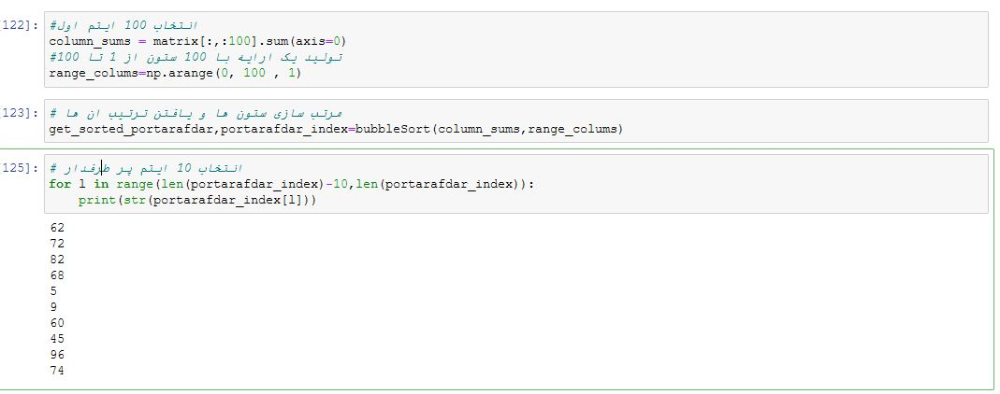 122]:
#انتخاب 100 ایتم اول
column_sums = matrix[:,:100].sum(axis=0)
#تولید یک ارایه با 100 ستون از 1 تا 100
range_colums=np.arange(0, 100 , 1)
123]:
# مرتب سازی ستون ها و یافتن ترتیب ان ها
get_sorted_portarafdar,portarafdar_index=bubbleSort(column_sums,range_colums)
125]:
# انتخاب 10 ایتم پر طرفدار
for l in range(len(portarafdar_index)-10,len(portarafdar_index)):
print(str(portarafdar_index[l]))
62
72
82
68
5
9
60
45
96
74